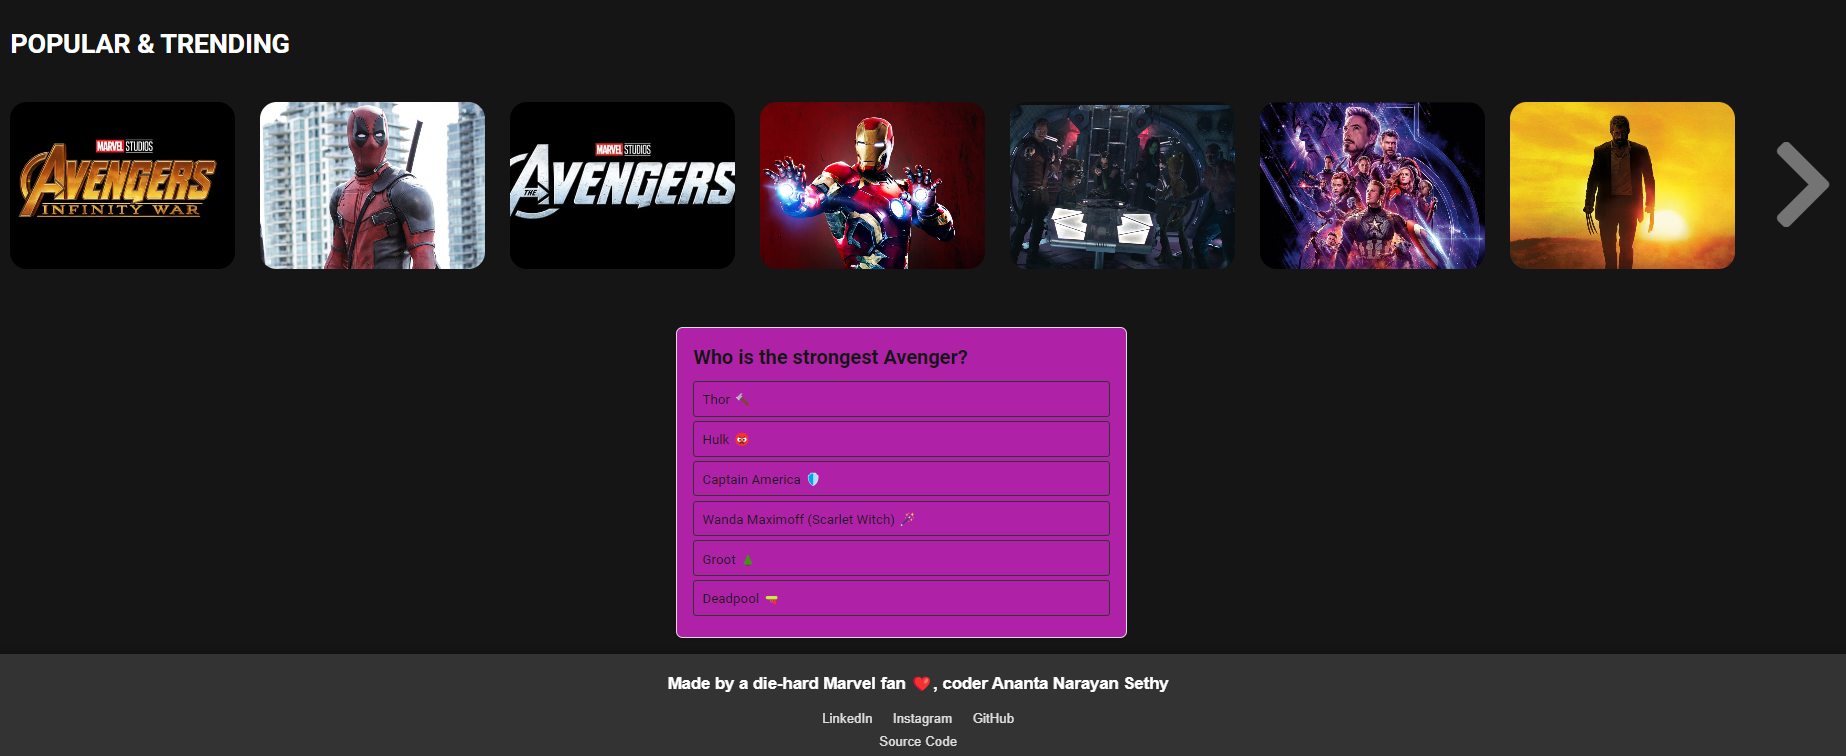 POPULAR & TRENDING
MARVEL STUDIOS
AVENGERS
INFINITY WAR
MARVEL STUDIOS
THE AVENGERS
Who is the strongest Avenger?
Thor 🔨
Hulk 👹
Captain America 🛡️
Wanda Maximoff (Scarlet Witch) 🪄
Groot 🌲
Deadpool 🔫
Made by a die-hard Marvel fan ❤️, coder Ananta Narayan Sethy
LinkedIn Instagram GitHub
Source Code